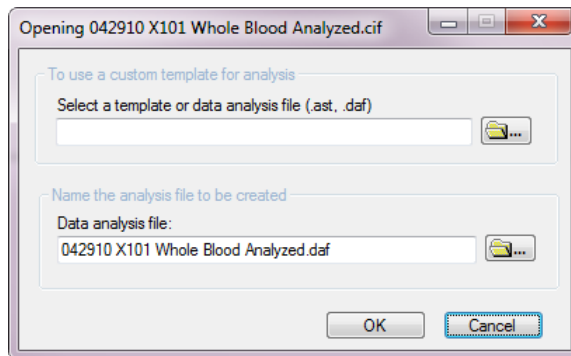 Opening 042910 X101 Whole Blood Analyzed.cif
To use a custom template for analysis
Select a template or data analysis file (.ast, .daf)
...
Name the analysis file to be created
Data analysis file:
042910 X101 Whole Blood Analyzed.daf
...
OK Cancel